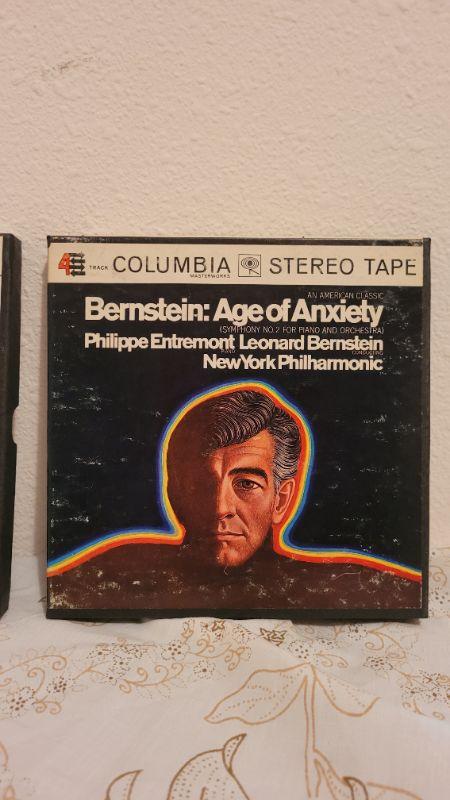 4 TRACK COLUMBIA STEREO TAPE
MASTERWORKS
AN AMERICAN CLASSIC
Bernstein: Age of Anxiety
(SYMPHONY NO. 2 FOR PIANO AND ORCHESTRA)
Philippe Entremont Leonard Bernstein
PIANO CONDUCTING
New York Philharmonic